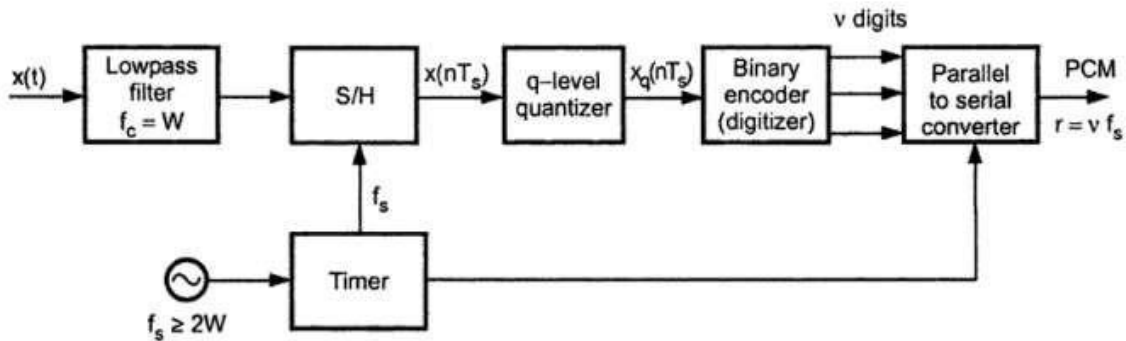 ν digits
x(t)
Lowpass
filter
f_c = W
S/H
x(nT_s)
q–level
quantizer
x_q(nT_s)
Binary
encoder
(digitizer)
Parallel
to serial
converter
PCM
r = ν f_s
f_s
Timer
f_s ≥ 2W